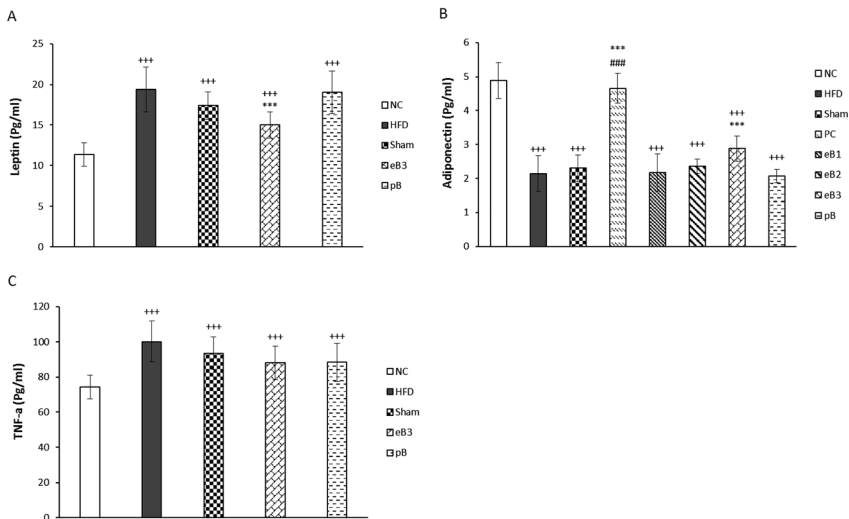 A
Leptin (Pg/ml)
25
20
15
10
5
0
+++
+++
+++
***
+++
NC
HFD
Sham
eB3
pB
B
Adiponectin (Pg/ml)
6
5
4
3
2
1
0
+++
+++
***
###
+++
+++
+++
***
+++
NC
HFD
Sham
PC
eB1
eB2
eB3
pB
C
TNF-a (Pg/ml)
120
100
80
60
40
20
0
+++
+++
+++
+++
NC
HFD
Sham
eB3
pB